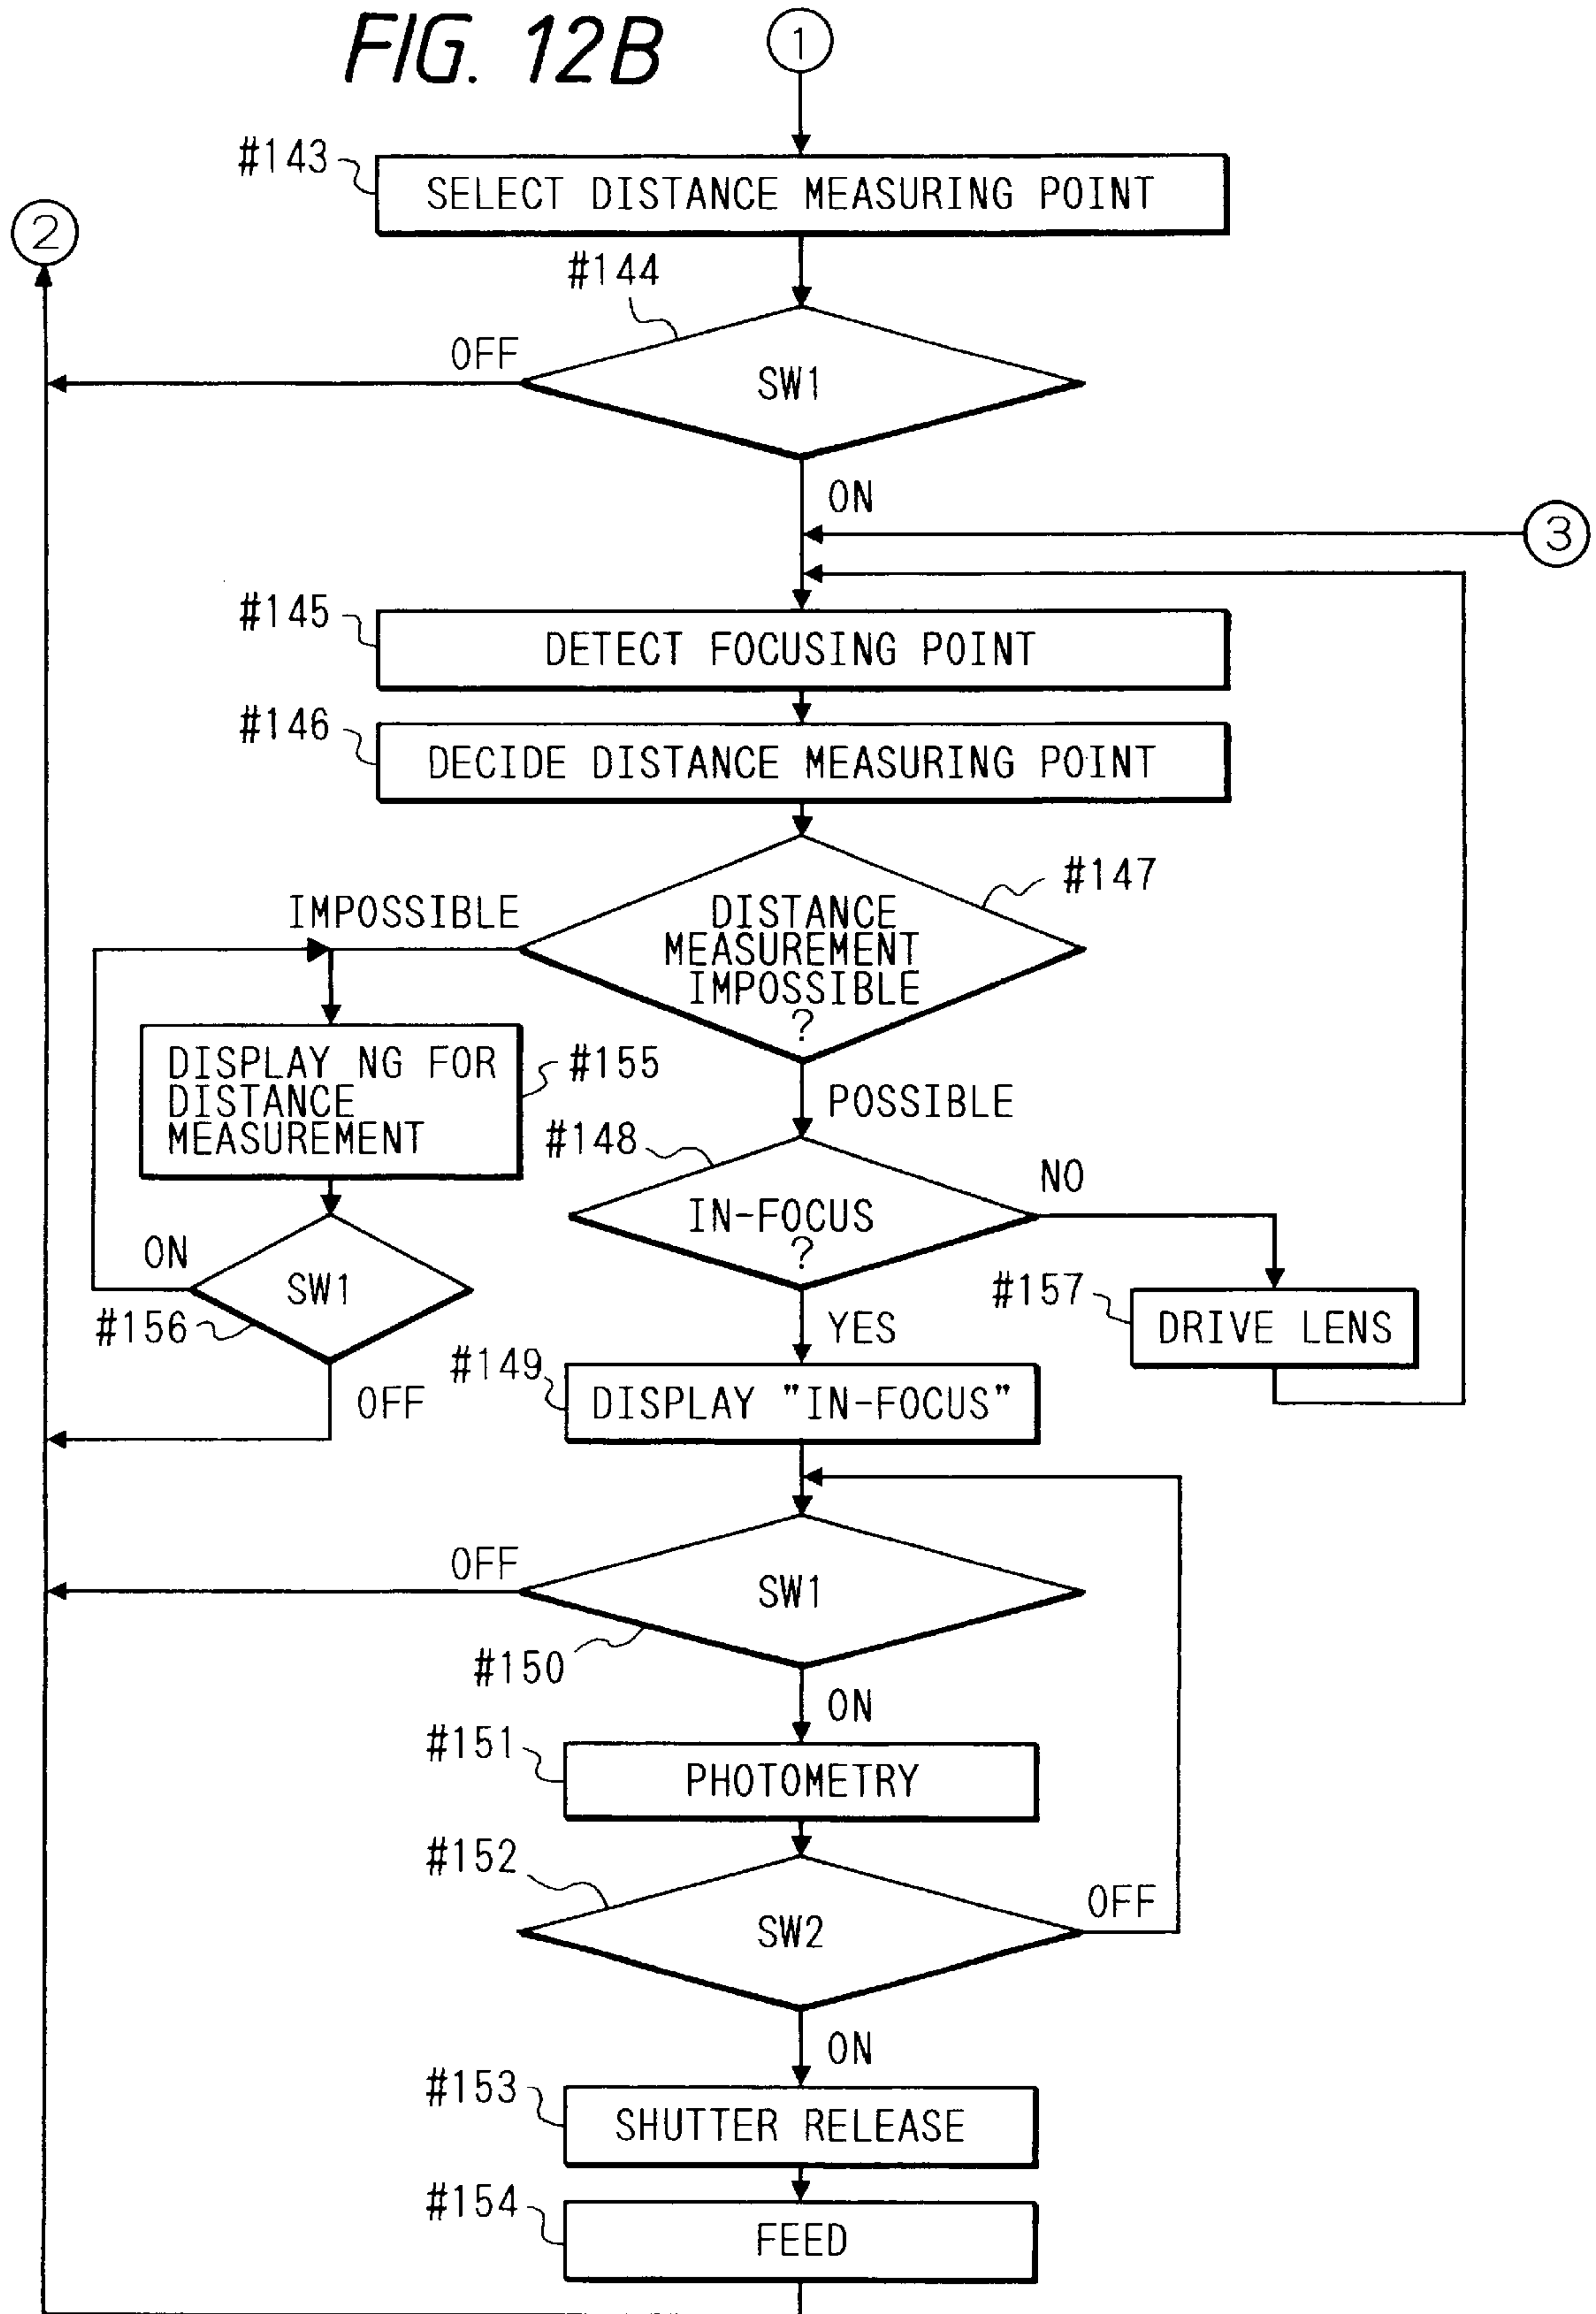 FIG. 12B
1
#143
SELECT DISTANCE MEASURING POINT
2
#144
OFF
SW1
ON
3
#145
DETECT FOCUSING POINT
#146
DECIDE DISTANCE MEASURING POINT
#147
IMPOSSIBLE
DISTANCE
MEASUREMENT
IMPOSSIBLE
?
DISPLAY NG FOR
DISTANCE
MEASUREMENT
#155
POSSIBLE
#148
NO
IN-FOCUS
?
ON
SW1
#156
#157
DRIVE LENS
YES
OFF
#149
DISPLAY "IN-FOCUS"
OFF
SW1
#150
ON
#151
PHOTOMETRY
#152
OFF
SW2
ON
#153
SHUTTER RELEASE
#154
FEED